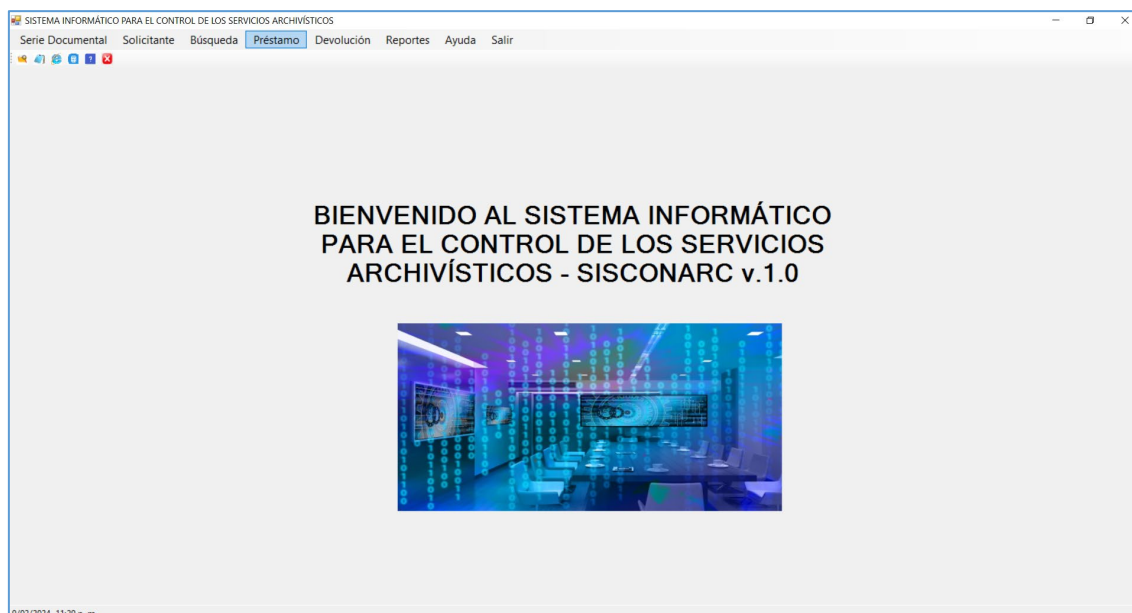 SISTEMA INFORMÁTICO PARA EL CONTROL DE LOS SERVICIOS ARCHIVÍSTICOS
Serie Documental Solicitante Búsqueda Préstamo Devolución Reportes Ayuda Salir
BIENVENIDO AL SISTEMA INFORMÁTICO
PARA EL CONTROL DE LOS SERVICIOS
ARCHIVÍSTICOS - SISCONARC v.1.0